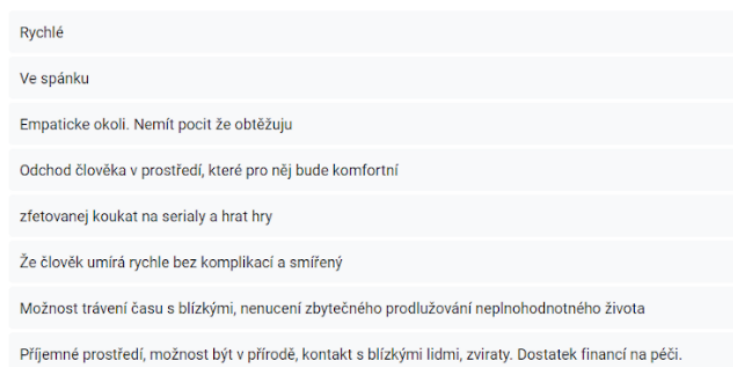 Rychlé
Ve spánku
Empaticke okoli. Nemít pocit že obtěžuju
Odchod člověka v prostředí, které pro něj bude komfortní
zfetovanej koukat na serialy a hrat hry
Že člověk umírá rychle bez komplikací a smířený
Možnost trávení času s blízkými, nenucení zbytečného prodlužování neplnohodnotného života
Příjemné prostředí, možnost být v přírodě, kontakt s blízkými lidmi, zviraty. Dostatek financí na péči.